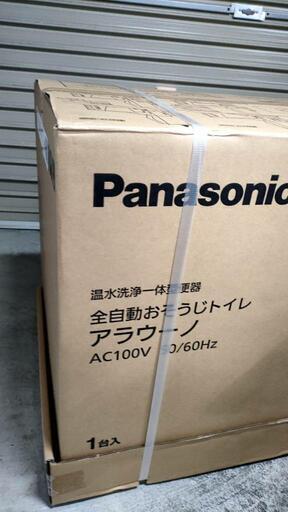 Panasonic
温水洗浄一体型便器
全自動おそうじトイレ
アラウーノ
AC100V 50/60Hz
1台入